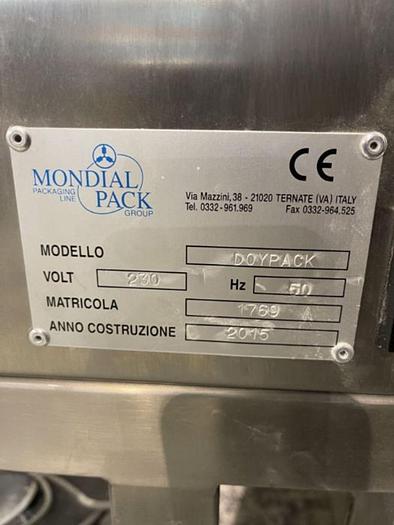 MONDIAL
PACKAGING
LINE
PACK
GROUP
CE
Via Mazzini, 38 - 21020 TERNATE (VA) ITALY
Tel. 0332-961.969 Fax 0332-964.525
MODELLO DOYPACK
VOLT 230 Hz 50
MATRICOLA 1769 A
ANNO COSTRUZIONE 2015